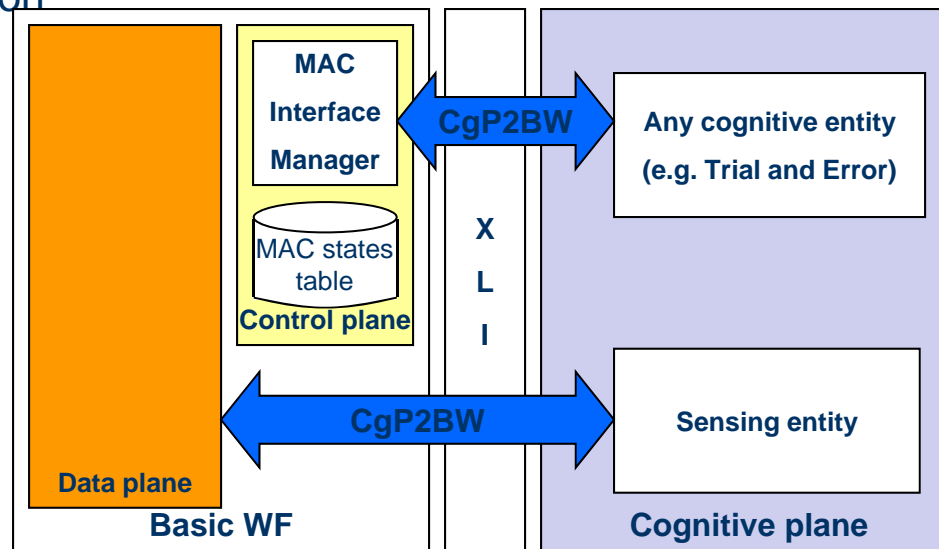 MAC
Interface
Manager
MAC states
table
Control plane
Data plane
Basic WF
CgP2BW
CgP2BW
X
L
I
Any cognitive entity
(e.g. Trial and Error)
Sensing entity
Cognitive plane